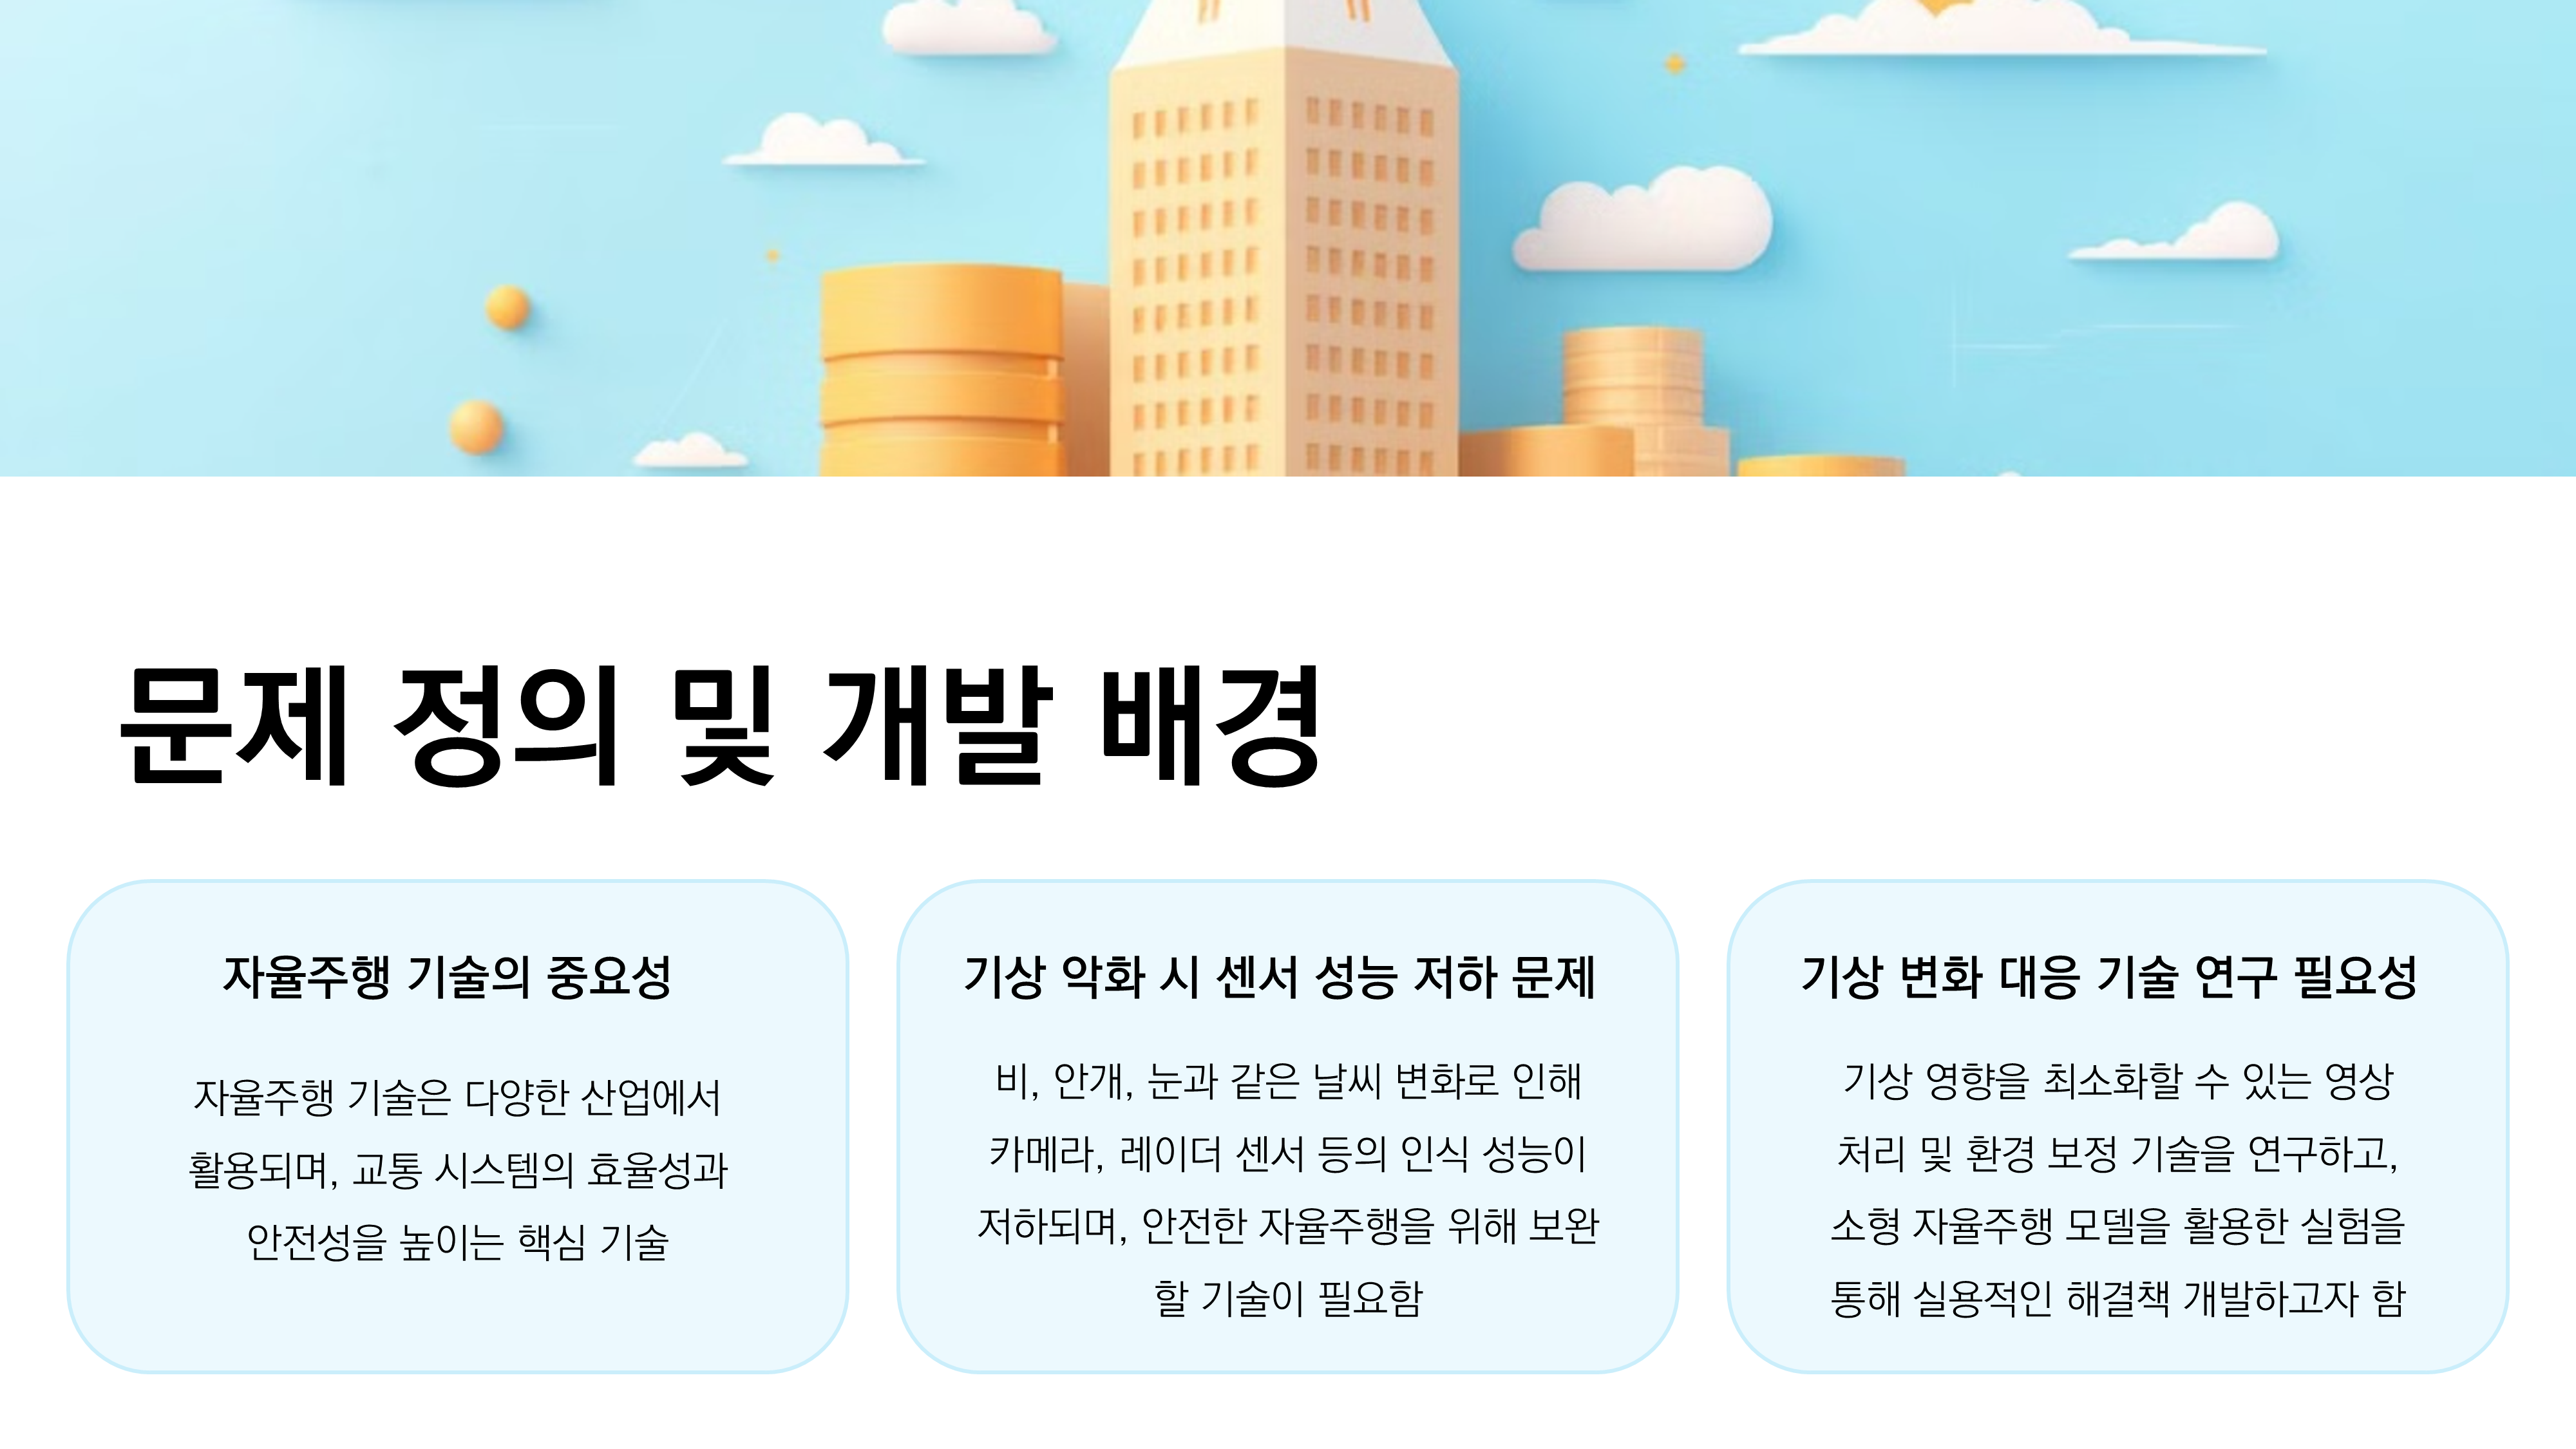 문제 정의 및 개발 배경
자율주행 기술의 중요성
자율주행 기술은 다양한 산업에서
활용되며, 교통 시스템의 효율성과
안전성을 높이는 핵심 기술
기상 악화 시 센서 성능 저하 문제
비, 안개, 눈과 같은 날씨 변화로 인해
카메라, 레이더 센서 등의 인식 성능이
저하되며, 안전한 자율주행을 위해 보완
할 기술이 필요함
기상 변화 대응 기술 연구 필요성
기상 영향을 최소화할 수 있는 영상
처리 및 환경 보정 기술을 연구하고,
소형 자율주행 모델을 활용한 실험을
통해 실용적인 해결책 개발하고자 함